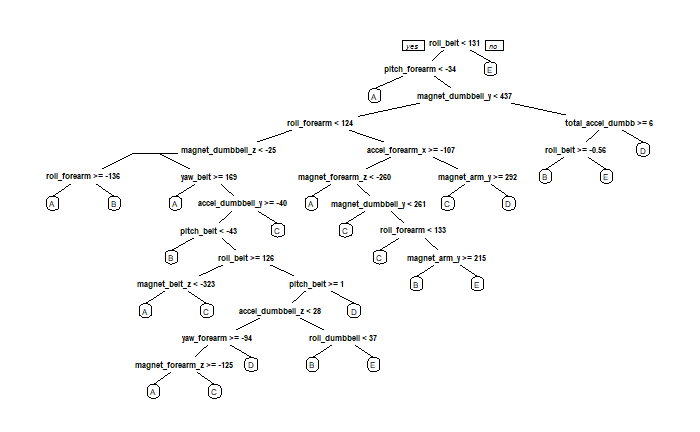 yes roll_belt < 131 no
pitch_forearm < -34 E
A magnet_dumbbell_y < 437
roll_forearm < 124 total_accel_dumbb >= 6
magnet_dumbbell_z < -25 accel_forearm_x >= -107 roll_belt >= -0.56 D
roll_forearm >= -136 yaw_belt >= 169 magnet_forearm_z < -260 magnet_arm_y >= 292 B E
A B A accel_dumbbell_y >= -40 A magnet_dumbbell_y < 261 C D
pitch_belt < -43 C C roll_forearm < 133
B roll_belt >= 126 C magnet_arm_y >= 215
magnet_belt_z < -323 pitch_belt >= 1 B E
A C accel_dumbbell_z < 28 D
yaw_forearm >= -94 roll_dumbbell < 37
magnet_forearm_z >= -125 D B E
A C